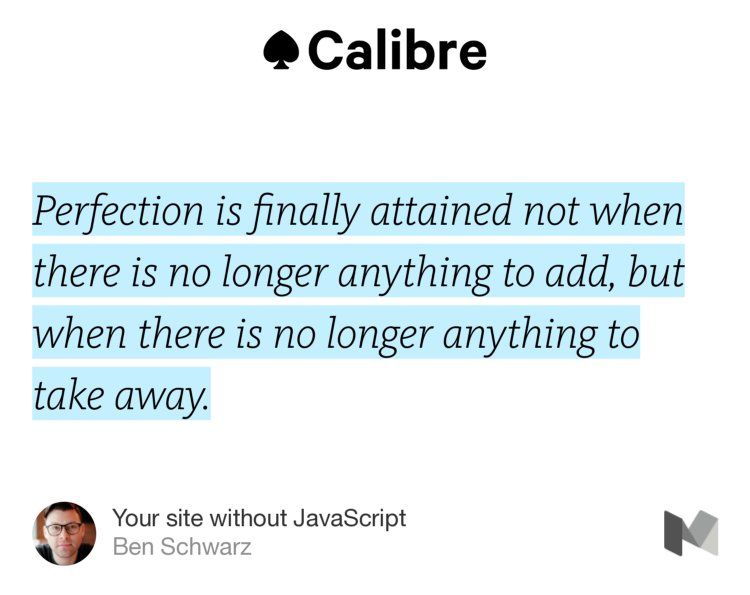 Calibre
Perfection is finally attained not when
there is no longer anything to add, but
when there is no longer anything to
take away.
Your site without JavaScript
Ben Schwarz